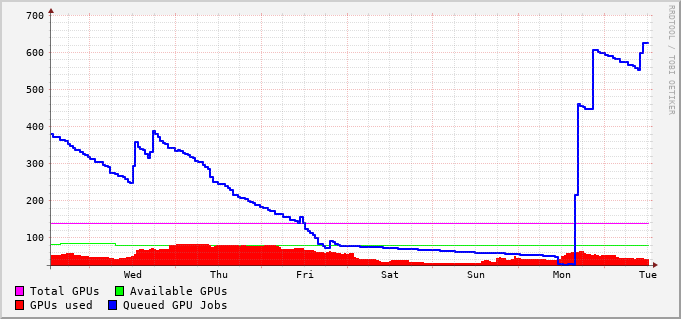 700
600
500
400
300
200
100
Wed Thu Fri Sat Sun Mon Tue
Total GPUs Available GPUs
GPUs used Queued GPU Jobs
RRDTOOL / TOBI OETIKER